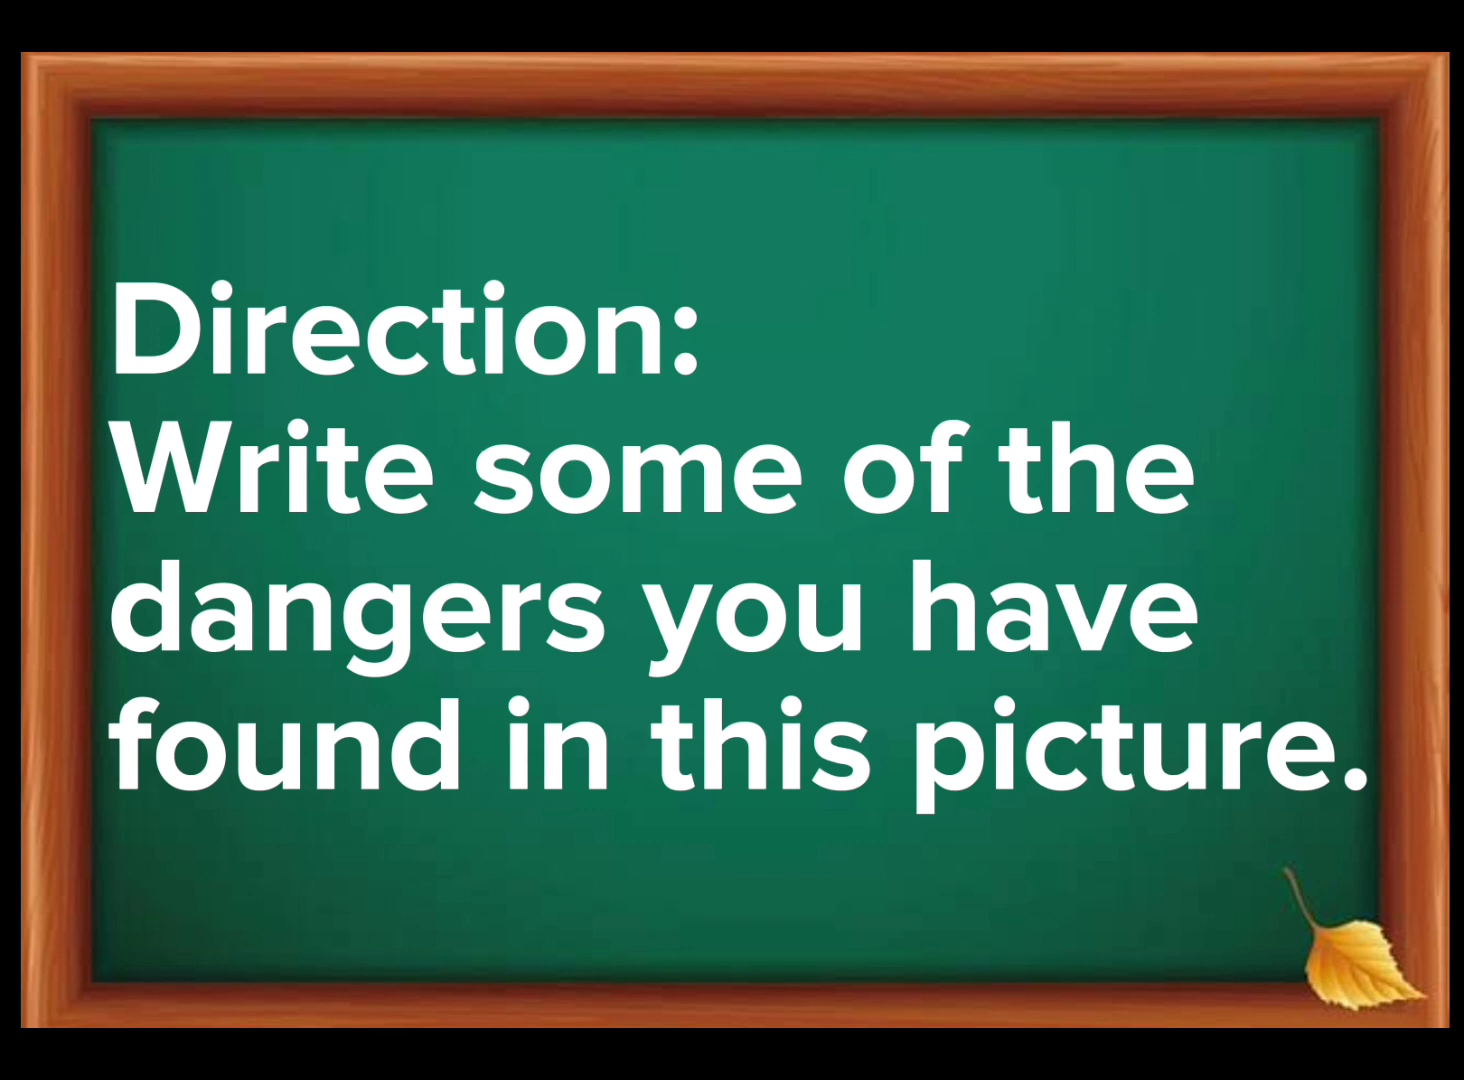 Direction:
Write some of the
dangers you have
found in this picture.